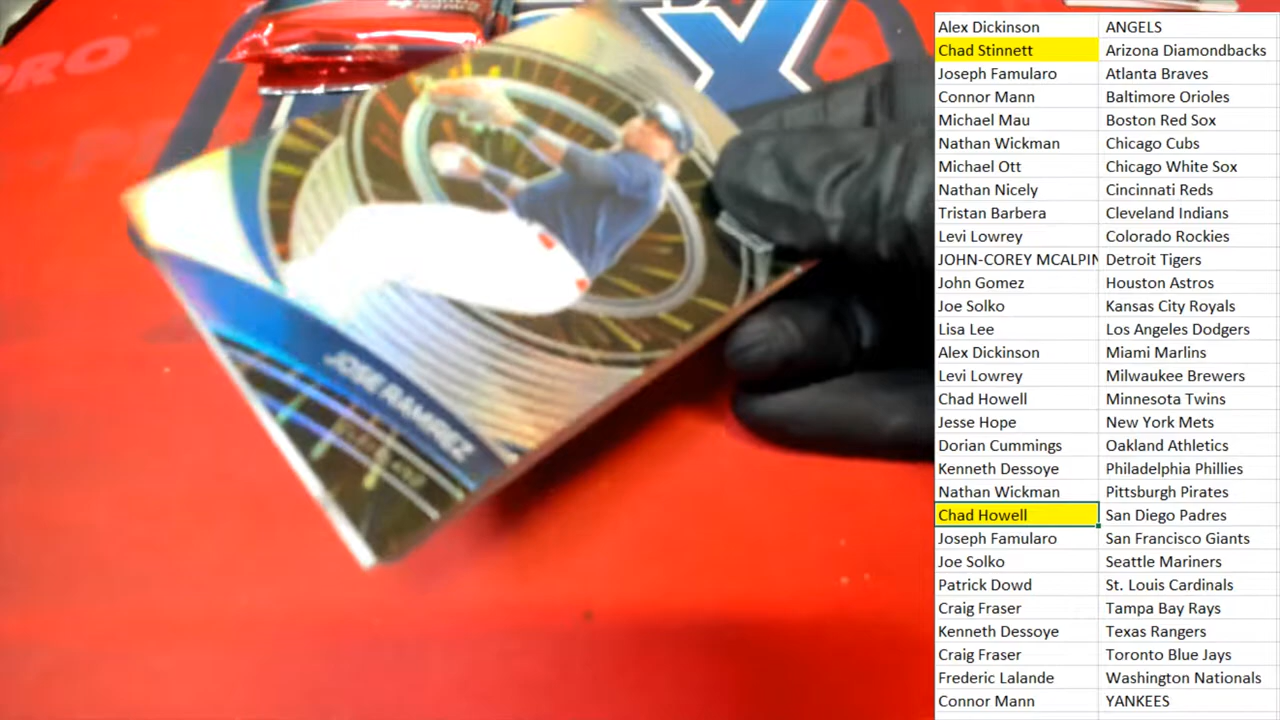 PRO
JOSE RAMIREZ
Alex Dickinson ANGELS
Chad Stinnett Arizona Diamondbacks
Joseph Famularo Atlanta Braves
Connor Mann Baltimore Orioles
Michael Mau Boston Red Sox
Nathan Wickman Chicago Cubs
Michael Ott Chicago White Sox
Nathan Nicely Cincinnati Reds
Tristan Barbera Cleveland Indians
Levi Lowrey Colorado Rockies
JOHN-COREY MCALPIN Detroit Tigers
John Gomez Houston Astros
Joe Solko Kansas City Royals
Lisa Lee Los Angeles Dodgers
Alex Dickinson Miami Marlins
Levi Lowrey Milwaukee Brewers
Chad Howell Minnesota Twins
Jesse Hope New York Mets
Dorian Cummings Oakland Athletics
Kenneth Dessoye Philadelphia Phillies
Nathan Wickman Pittsburgh Pirates
Chad Howell San Diego Padres
Joseph Famularo San Francisco Giants
Joe Solko Seattle Mariners
Patrick Dowd St. Louis Cardinals
Craig Fraser Tampa Bay Rays
Kenneth Dessoye Texas Rangers
Craig Fraser Toronto Blue Jays
Frederic Lalande Washington Nationals
Connor Mann YANKEES